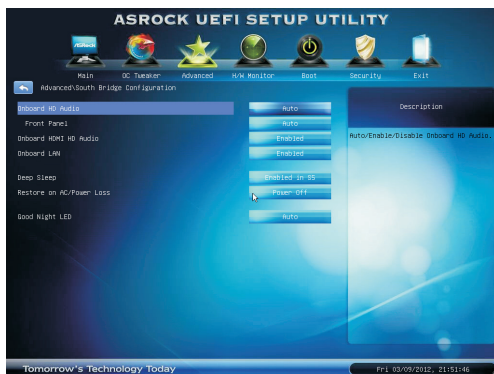 ASROCK UEFI SETUP UTILITY
ASRock
Main
OC Tweaker
Advanced
H/W Monitor
Boot
Security
Exit
Advanced\South Bridge Configuration
Onboard HD Audio Auto
Front Panel Auto
Onboard HDMI HD Audio Enabled
Onboard LAN Enabled
Deep Sleep Enabled in S5
Restore on AC/Power Loss Power Off
Good Night LED Auto
Description
Auto/Enable/Disable Onboard HD Audio.
Tomorrow's Technology Today
Fri 03/09/2012, 21:51:46